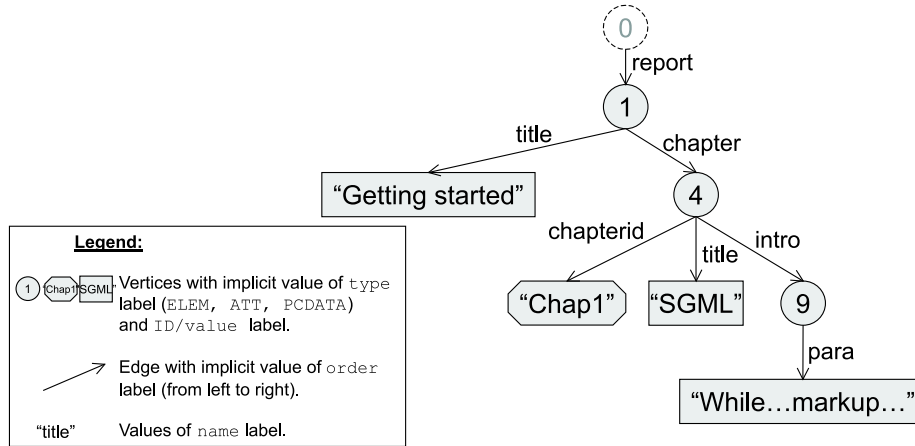 0
report
1
title
chapter
“Getting started”
4
chapterid
title
intro
“Chap1”
“SGML”
9
para
“While…markup…”
Legend:
1 “Chap1” “SGML” Vertices with implicit value of type
label (ELEM, ATT, PCDATA)
and ID/value label.
Edge with implicit value of order
label (from left to right).
“title” Values of name label.